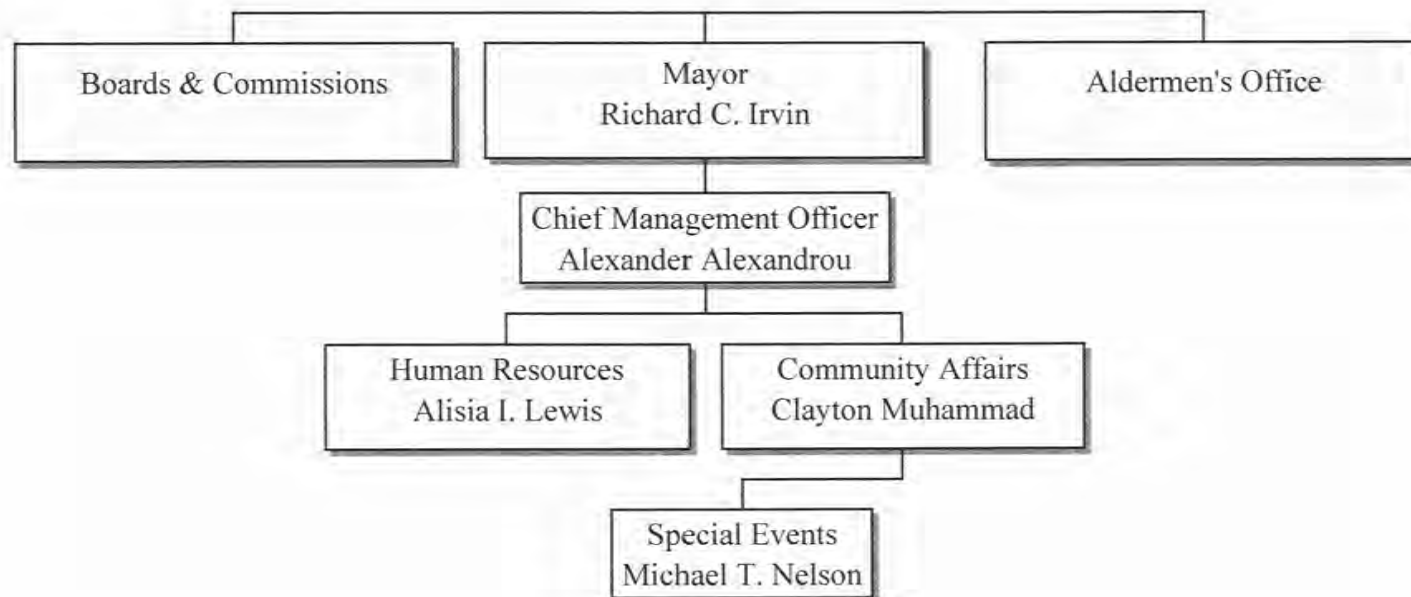 Boards & Commissions
Mayor
Richard C. Irvin
Aldermen's Office
Chief Management Officer
Alexander Alexandrou
Human Resources
Alisia I. Lewis
Community Affairs
Clayton Muhammad
Special Events
Michael T. Nelson